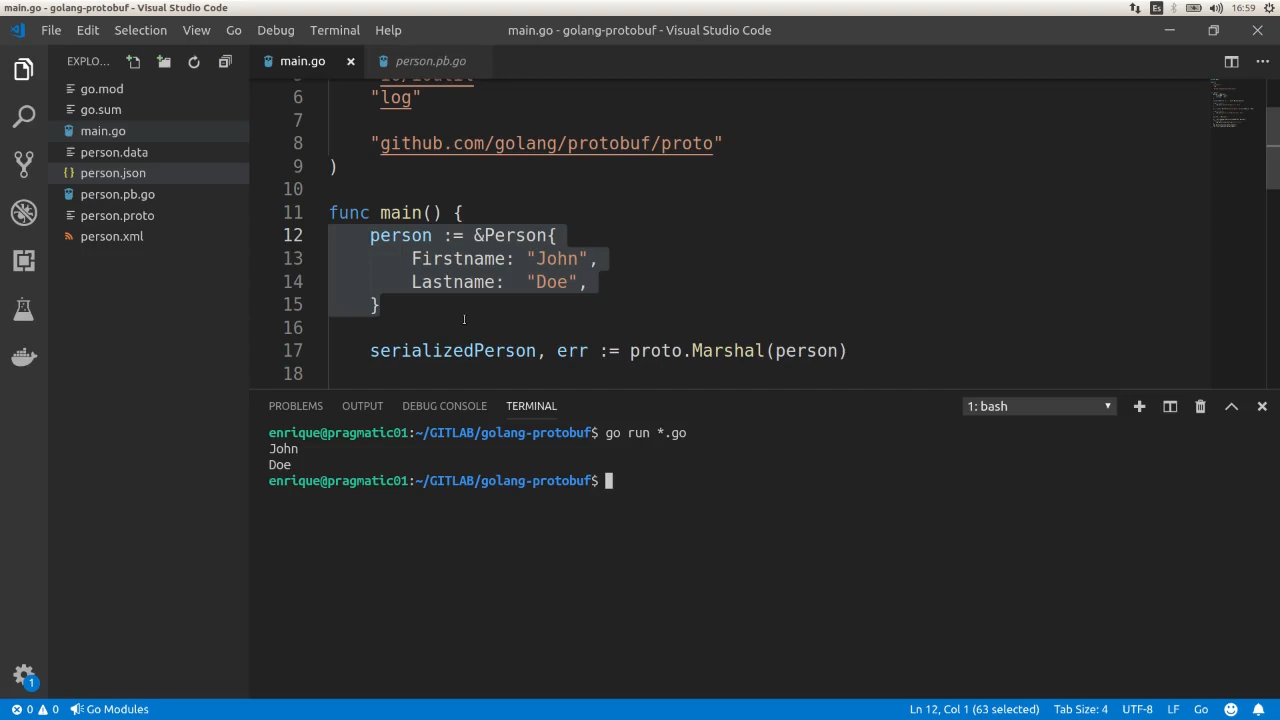 main.go - golang-protobuf - Visual Studio Code
Es
16:59
File Edit Selection View Go Debug Terminal Help
main.go - golang-protobuf - Visual Studio Code
EXPLO...
main.go
person.pb.go
go.mod
go.sum
main.go
person.data
{ } person.json
person.pb.go
person.proto
person.xml
6 "log"
7
8 "github.com/golang/protobuf/proto"
9 )
10
11 func main() {
12 person := &Person{
13 Firstname: "John",
14 Lastname: "Doe",
15 }
16
17 serializedPerson, err := proto.Marshal(person)
18
PROBLEMS OUTPUT DEBUG CONSOLE TERMINAL
1: bash
enrique@pragmatic01:~/GITLAB/golang-protobuf$ go run *.go
John
Doe
enrique@pragmatic01:~/GITLAB/golang-protobuf$
1
0 0 Go Modules
Ln 12, Col 1 (63 selected) Tab Size: 4 UTF-8 LF Go